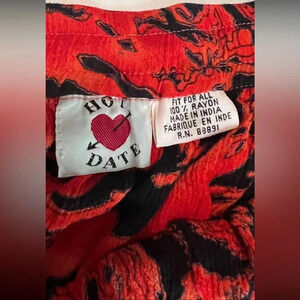 HOT
DATE
FIT FOR ALL
100% RAYON
MADE IN INDIA
FABRIQUE EN INDE
R.N. 88891